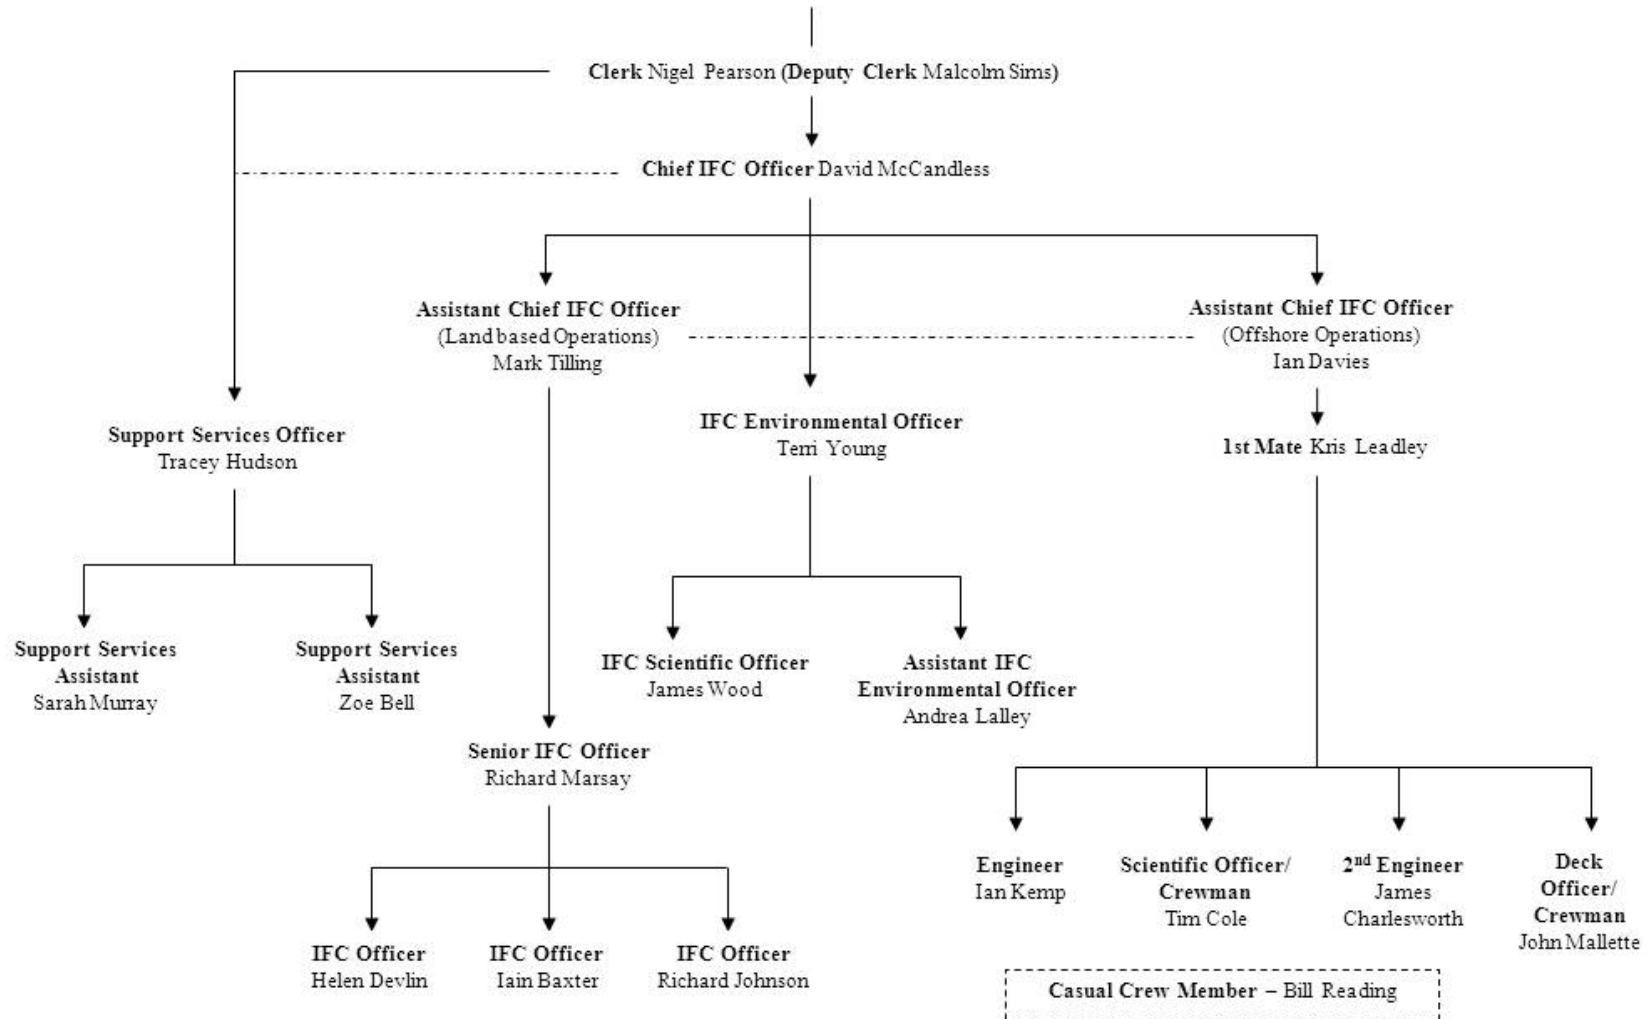 Clerk Nigel Pearson (Deputy Clerk Malcolm Sims)
Chief IFC Officer David McCandless
Assistant Chief IFC Officer
(Land based Operations)
Mark Tilling
Assistant Chief IFC Officer
(Offshore Operations)
Ian Davies
Support Services Officer
Tracey Hudson
IFC Environmental Officer
Terri Young
1st Mate Kris Leadley
Support Services
Assistant
Sarah Murray
Support Services
Assistant
Zoe Bell
IFC Scientific Officer
James Wood
Assistant IFC
Environmental Officer
Andrea Lalley
Senior IFC Officer
Richard Marsay
Engineer
Ian Kemp
Scientific Officer/
Crewman
Tim Cole
2nd Engineer
James
Charlesworth
Deck
Officer/
Crewman
John Mallette
IFC Officer
Helen Devlin
IFC Officer
Iain Baxter
IFC Officer
Richard Johnson
Casual Crew Member – Bill Reading